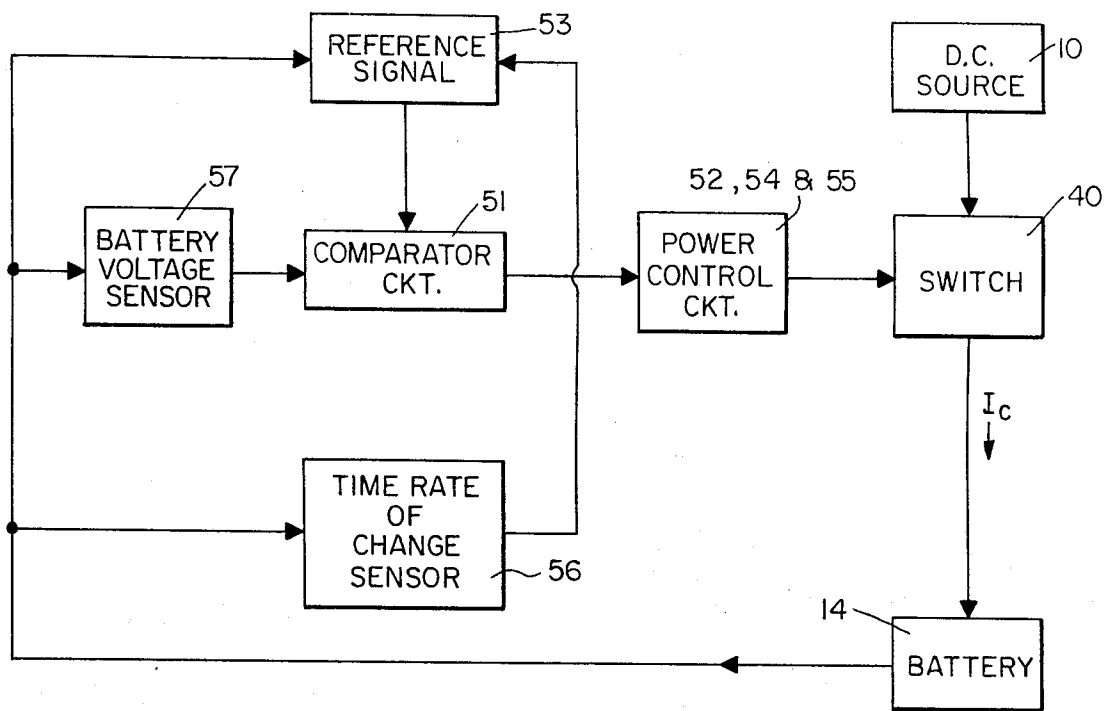 53
REFERENCE
SIGNAL
D.C.
SOURCE
10
57
BATTERY
VOLTAGE
SENSOR
51
COMPARATOR
CKT.
52, 54 & 55
POWER
CONTROL
CKT.
40
SWITCH
Ic
TIME RATE
OF
CHANGE
SENSOR
56
14
BATTERY